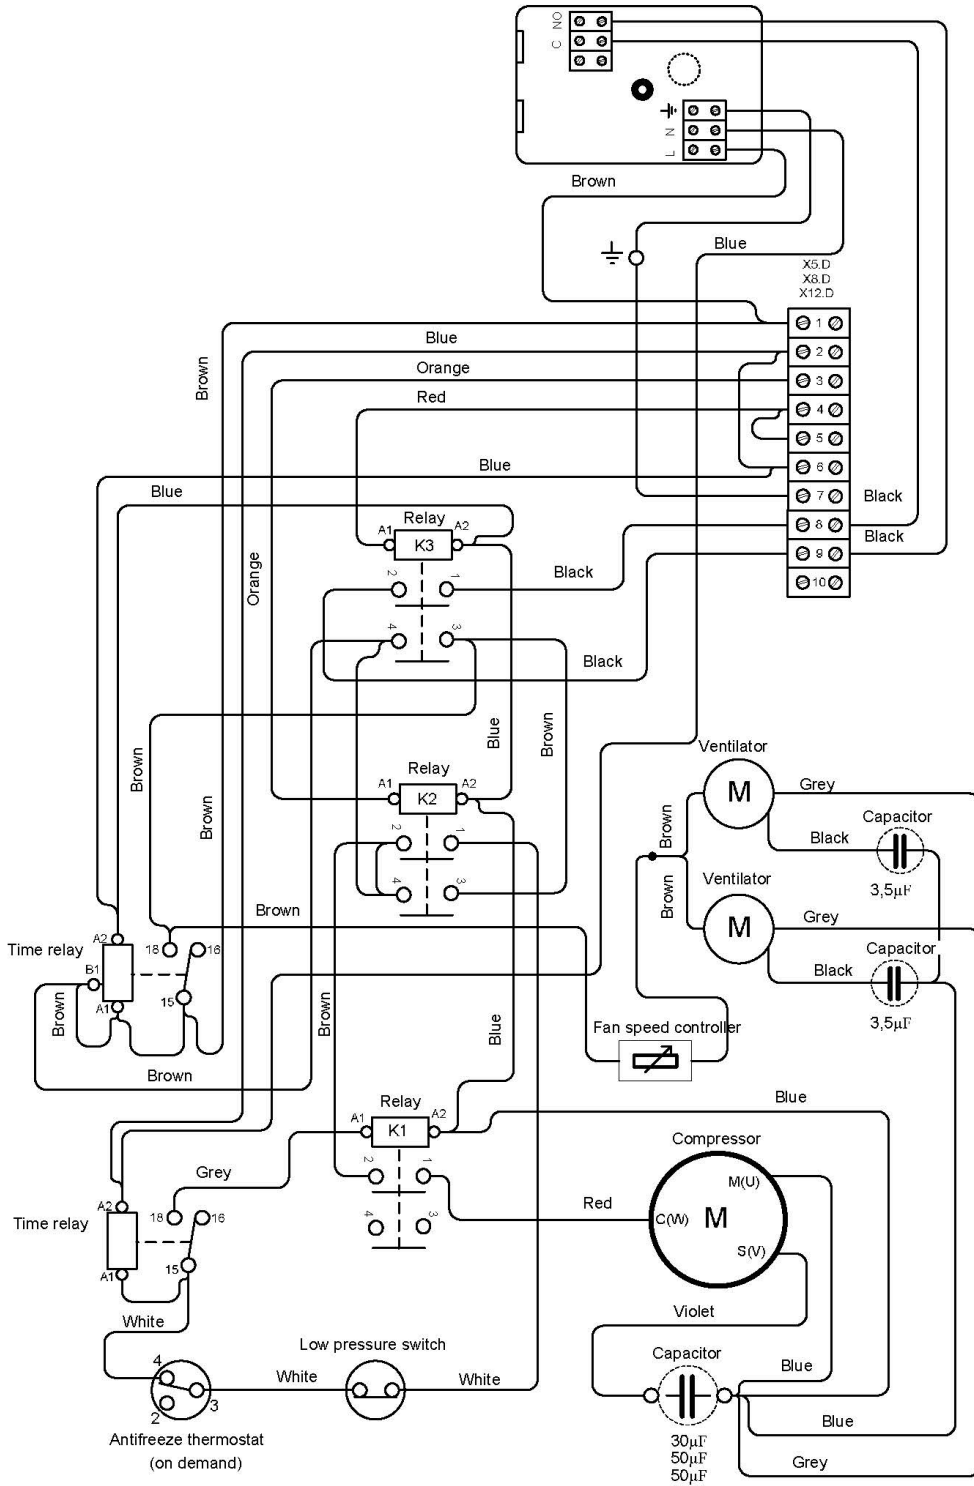 NO
C
N
L
Brown
Blue
X5.D
X8.D
X12.D
1
Blue
2
Brown
Orange
3
Red
4
5
Blue
6
Blue
7
Black
Relay
A1
K3
A2
8
Black
Orange
2
1
Black
9
10
4
3
Black
Brown
Blue
Brown
Relay
A1
K2
A2
Ventilator
M
Grey
Brown
2
1
Brown
Black
Capacitor
3,5µF
4
3
Brown
Brown
Ventilator
M
Grey
Time relay
A2
18
16
B1
Black
Capacitor
3,5µF
15
A1
Brown
Brown
Blue
Fan speed controller
Brown
Relay
A1
K1
A2
Blue
Grey
2
1
Compressor
M(U)
Red
C(W)
M
S(V)
4
3
Time relay
A2
18
16
15
A1
White
Violet
Low pressure switch
Capacitor
4
White
White
Blue
3
2
Blue
Antifreeze thermostat
(on demand)
30µF
50µF
50µF
Grey